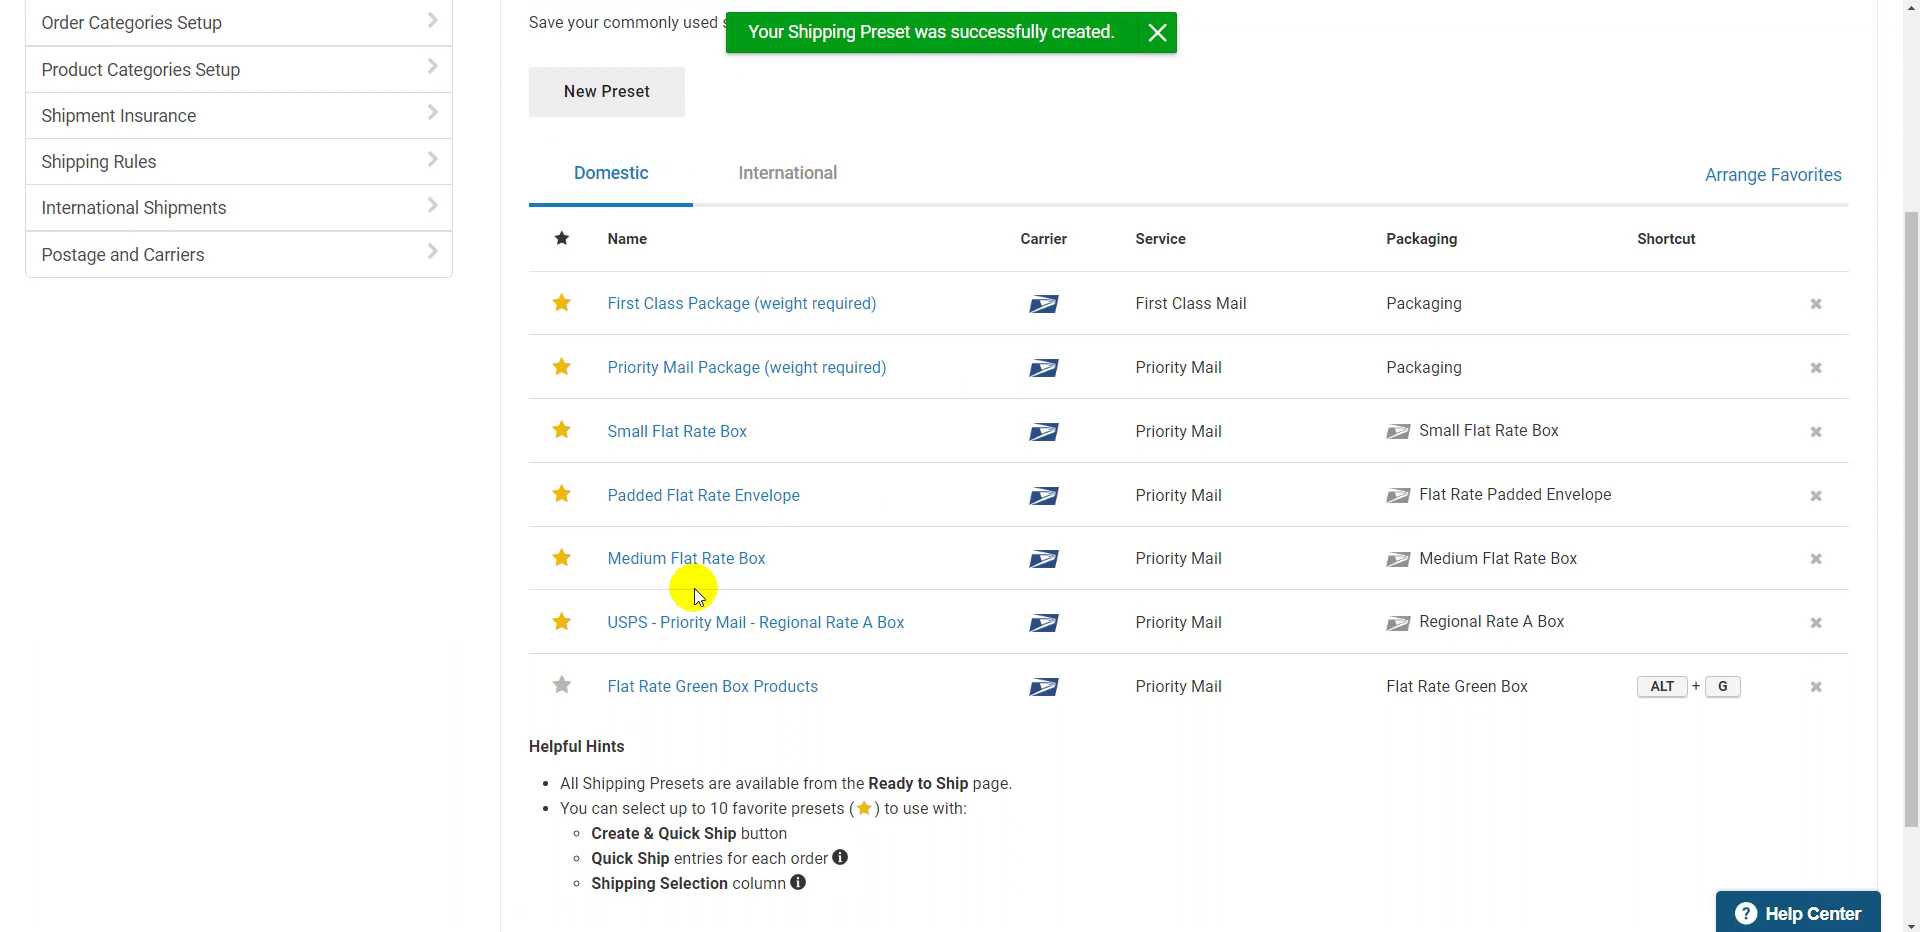 Order Categories Setup
Product Categories Setup
Shipment Insurance
Shipping Rules
International Shipments
Postage and Carriers
Save your commonly used
Your Shipping Preset was successfully created.
New Preset
Domestic International Arrange Favorites
Name Carrier Service Packaging Shortcut
First Class Package (weight required) First Class Mail Packaging
Priority Mail Package (weight required) Priority Mail Packaging
Small Flat Rate Box Priority Mail Small Flat Rate Box
Padded Flat Rate Envelope Priority Mail Flat Rate Padded Envelope
Medium Flat Rate Box Priority Mail Medium Flat Rate Box
USPS - Priority Mail - Regional Rate A Box Priority Mail Regional Rate A Box
Flat Rate Green Box Products Priority Mail Flat Rate Green Box ALT + G
Helpful Hints
• All Shipping Presets are available from the Ready to Ship page.
• You can select up to 10 favorite presets (★) to use with:
◦ Create & Quick Ship button
◦ Quick Ship entries for each order
◦ Shipping Selection column
? Help Center